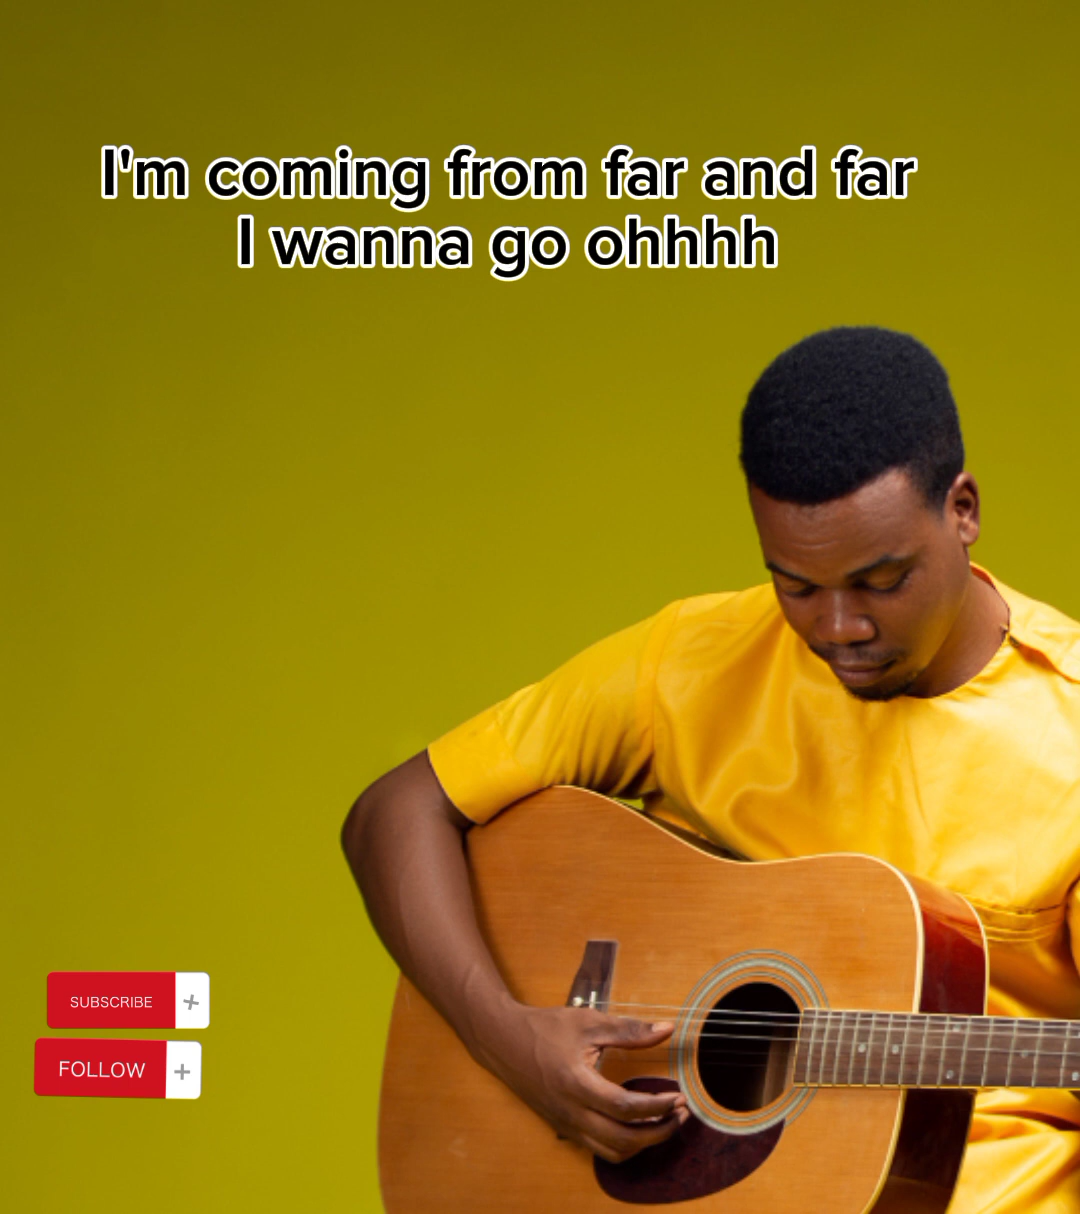 I'm coming from far and far
I wanna go ohhhh
SUBSCRIBE +
FOLLOW +